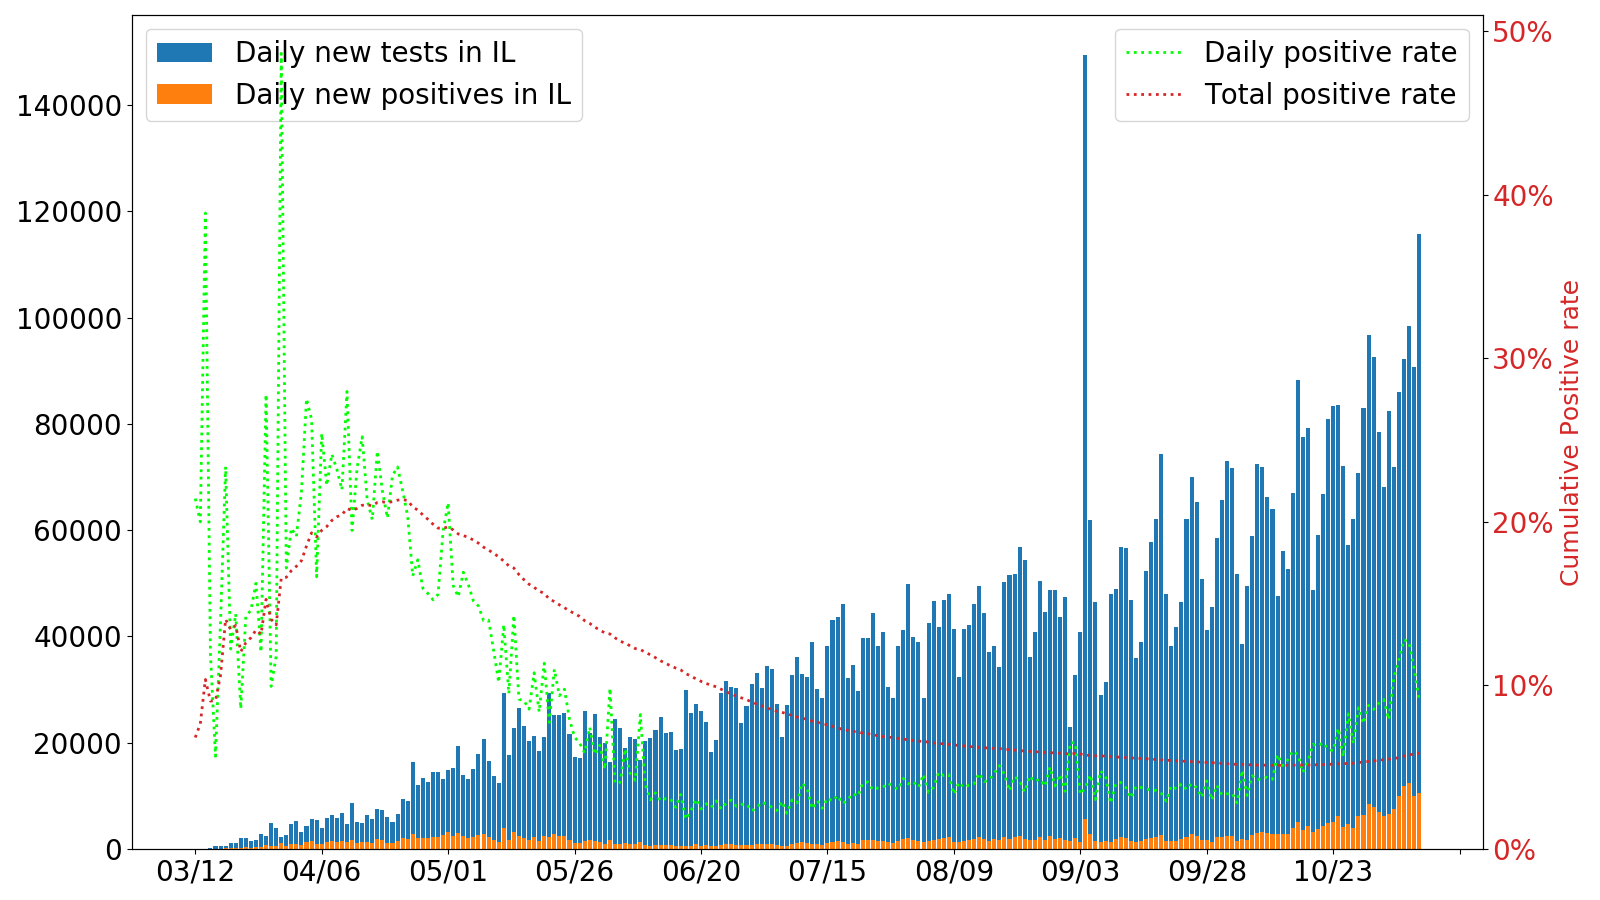 Daily new tests in IL
Daily new positives in IL
Daily positive rate
Total positive rate
140000
120000
100000
80000
60000
40000
20000
0
50%
40%
30%
20%
10%
0%
Cumulative Positive rate
03/12 04/06 05/01 05/26 06/20 07/15 08/09 09/03 09/28 10/23